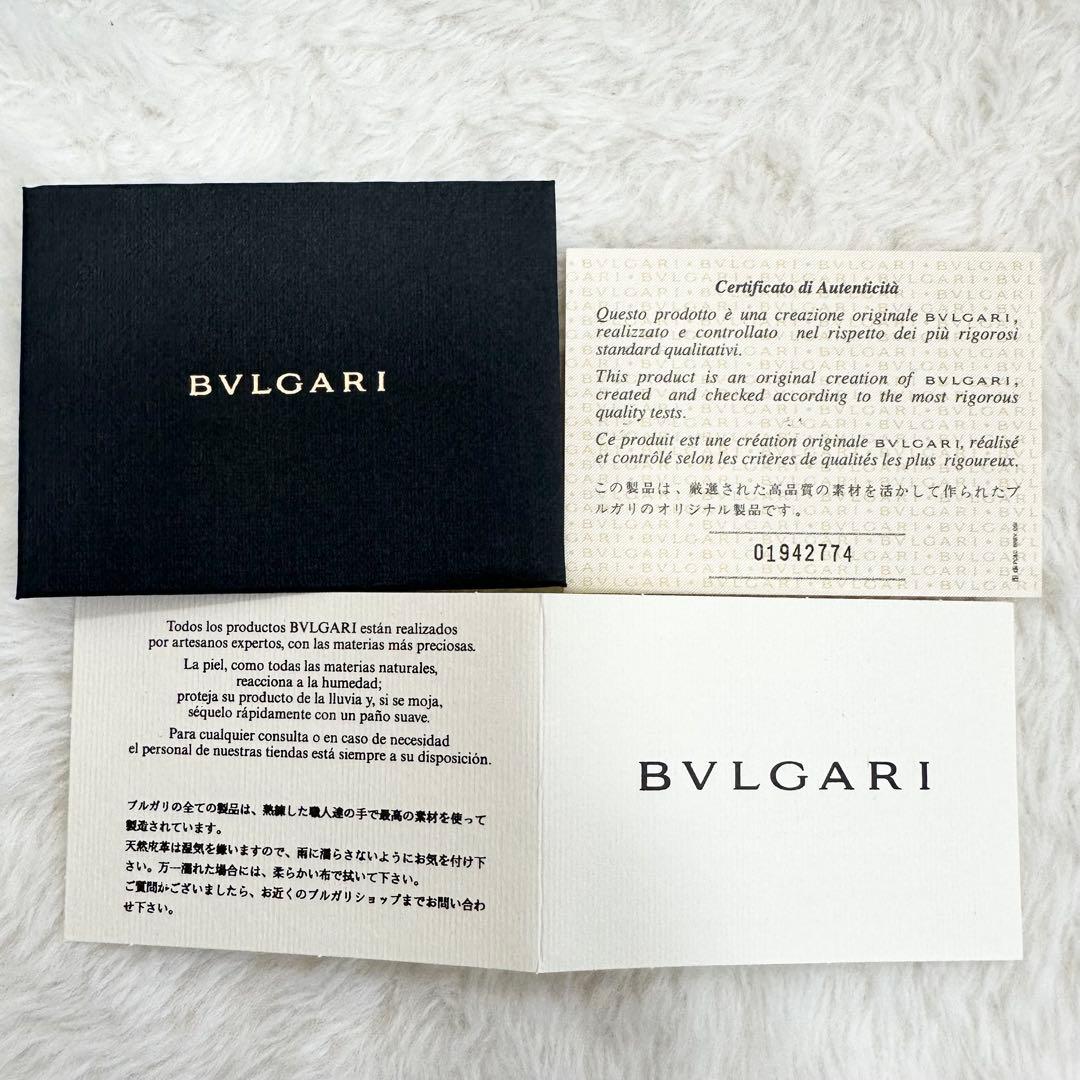 BVLGARI
Certificato di Autenticità
Questo prodotto è una creazione originale BVLGARI,
realizzato e controllato nel rispetto dei più rigorosi
standard qualitativi.
This product is an original creation of BVLGARI,
created and checked according to the most rigorous
quality tests.
Ce produit est une création originale BVLGARI, réalisé
et contrôlé selon les critères de qualités les plus rigoureux.
この製品は、厳選された高品質の素材を活かして作られたブ
ルガリのオリジナル製品です。
01942774
Todos los productos BVLGARI están realizados
por artesanos expertos, con las materias más preciosas.
La piel, como todas las materias naturales,
reacciona a la humedad;
proteja su producto de la lluvia y, si se moja,
séquelo rápidamente con un paño suave.
Para cualquier consulta o en caso de necesidad
el personal de nuestras tiendas está siempre a su disposición.
ブルガリの全ての製品は、熟練した職人達の手で最高の素材を使って
製造されています。
天然皮革は湿気を嫌いますので、雨に濡らさないようにお気を付け下
さい。万一濡れた場合には、柔らかい布で拭いて下さい。
ご質問がございましたら、お近くのブルガリショップまでお問い合わ
せ下さい。
BVLGARI